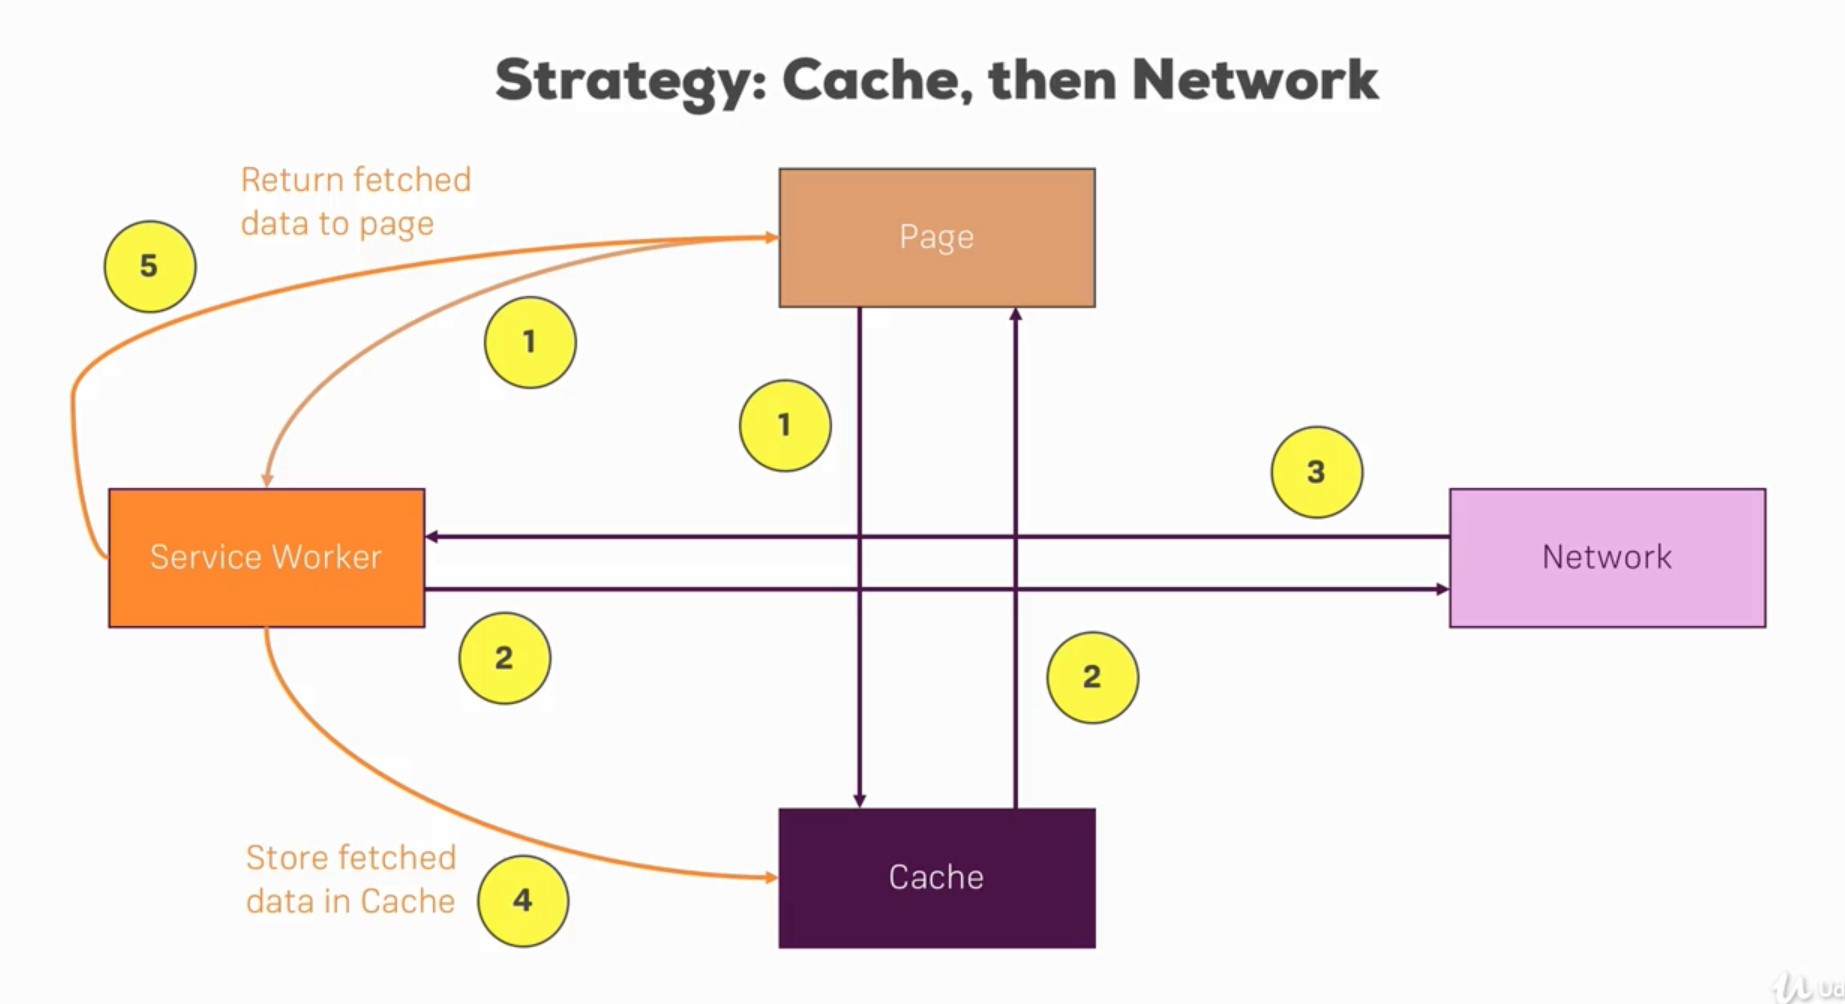 Strategy: Cache, then Network
Return fetched
data to page
Page
5
1
1
3
Service Worker
Network
2
2
Store fetched
data in Cache
4
Cache